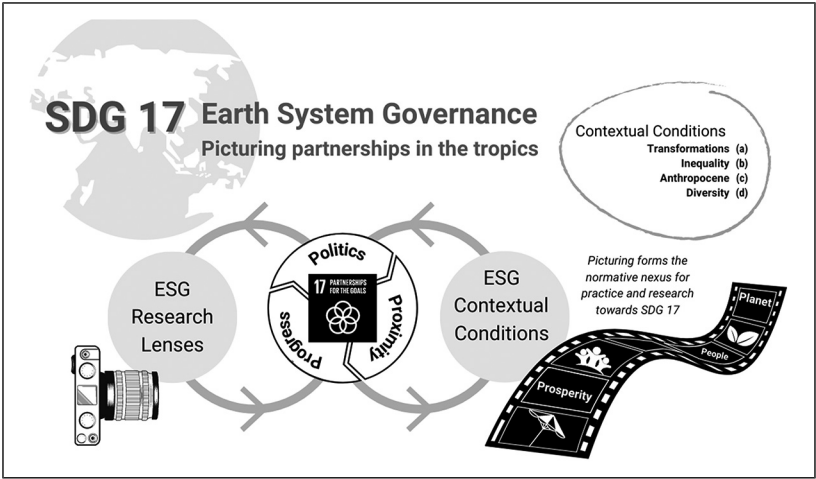 SDG 17
Earth System Governance
Picturing partnerships in the tropics
Contextual Conditions
Transformations (a)
Inequality (b)
Anthropocene (c)
Diversity (d)
ESG
Research
Lenses
Politics
Proximity
Progress
17 PARTNERSHIPS
FOR THE GOALS
ESG
Contextual
Conditions
Picturing forms the
normative nexus for
practice and research
towards SDG 17
Planet
People
Prosperity